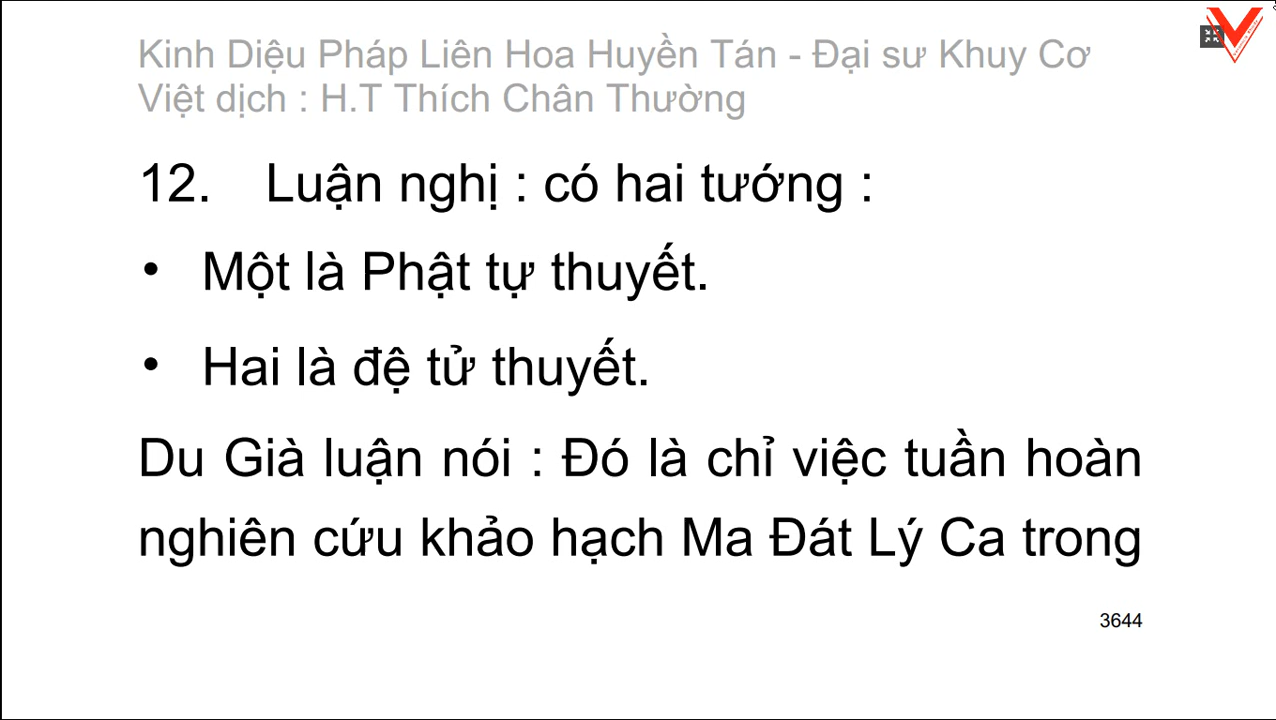 Kinh Diệu Pháp Liên Hoa Huyền Tán - Đại sư Khuy Cơ
Việt dịch : H.T Thích Chân Thường
12. Luận nghị : có hai tướng :
• Một là Phật tự thuyết.
• Hai là đệ tử thuyết.
Du Già luận nói : Đó là chỉ việc tuần hoàn
nghiên cứu khảo hạch Ma Đát Lý Ca trong
3644